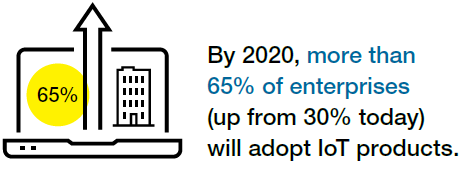 65%
By 2020, more than
65% of enterprises
(up from 30% today)
will adopt IoT products.